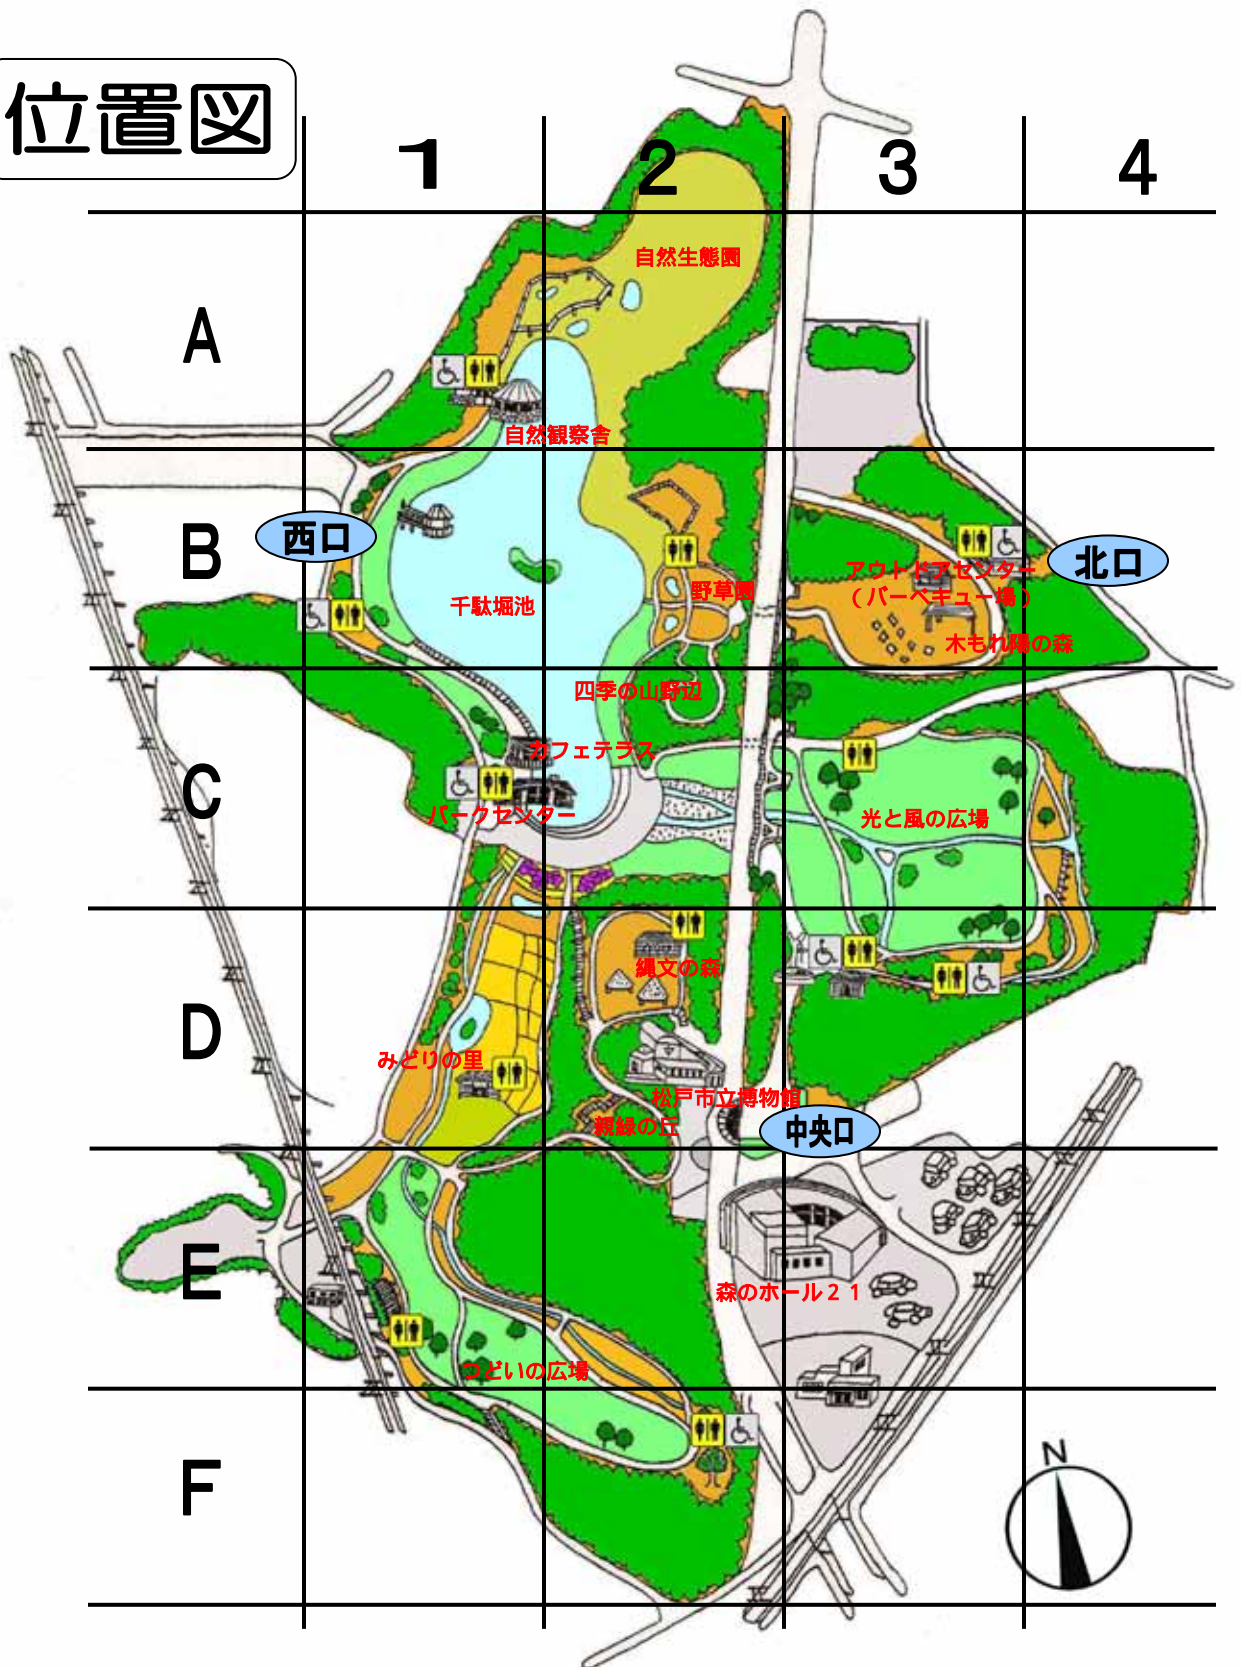 位置図
1 2 3 4
自然生態園
A
自然観察舎
B
西口
北口
アウトドアセンター
（バーベキュー場）
野草園
千駄堀池
木もれ陽の森
四季の山野辺
カフェテラス
C
パークセンター
光と風の広場
縄文の森
D
みどりの里
松戸市立博物館
親緑の丘
中央口
E
森のホール２１
つどいの広場
F
N